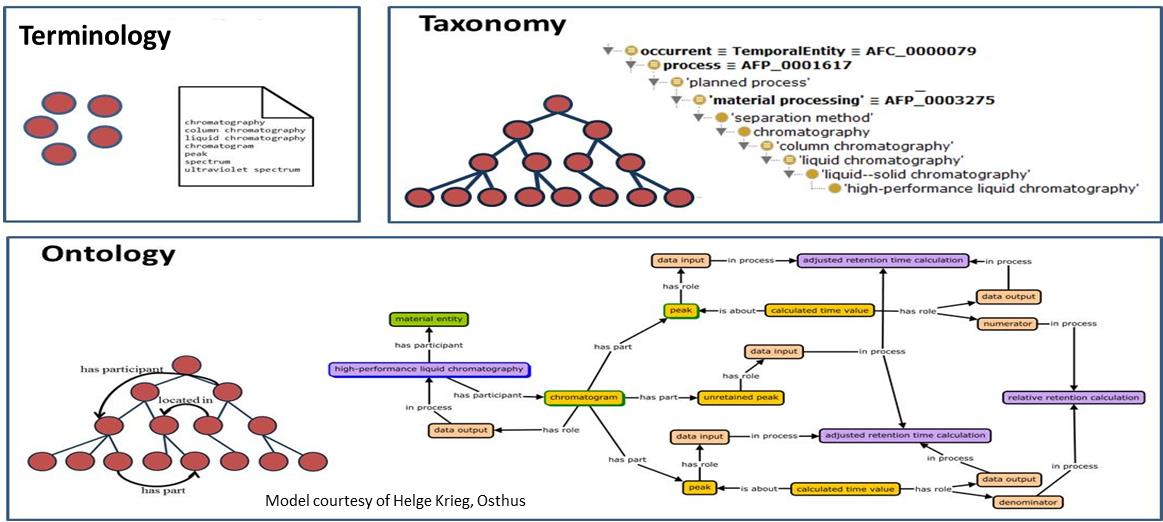 Terminology
chromatography
column chromatography
liquid chromatography
chromatogram
peak
spectrum
ultraviolet spectrum
Taxonomy
occurrent ≡ TemporalEntity ≡ AFC_0000079
process ≡ AFP_0001617
'planned process'
'material processing' ≡ AFP_0003275
'separation method'
chromatography
'column chromatography'
'liquid chromatography'
'liquid--solid chromatography'
'high-performance liquid chromatography'
Ontology
has participant
located in
has part
material entity
has participant
high-performance liquid chromatography
has participant
in process
data output
has role
chromatogram
has part
has part
has part
data input
in process
adjusted retention time calculation
in process
has role
data output
peak
is about
calculated time value
has role
numerator
in process
data input
in process
has role
unretained peak
relative retention calculation
data input
in process
adjusted retention time calculation
has role
in process
in process
data output
peak
is about
calculated time value
has role
denominator
Model courtesy of Helge Krieg, Osthus